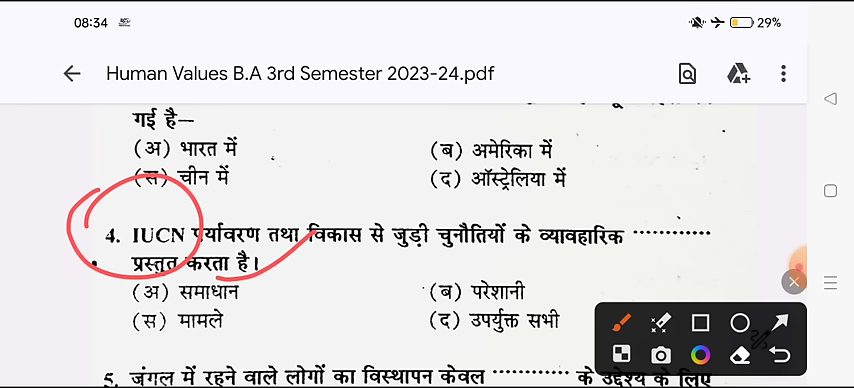 08:34
29%
Human Values B.A 3rd Semester 2023-24.pdf
गई है—
(अ) भारत में (ब) अमेरिका में
(स) चीन में (द) ऑस्ट्रेलिया में
4. IUCN पर्यावरण तथा विकास से जुड़ी चुनौतियों के व्यावहारिक ············
प्रस्तुत करता है।
(अ) समाधान (ब) परेशानी
(स) मामले (द) उपर्युक्त सभी
5. जंगल में रहने वाले लोगों का विस्थापन केवल ············ के उद्देश्य के लिए